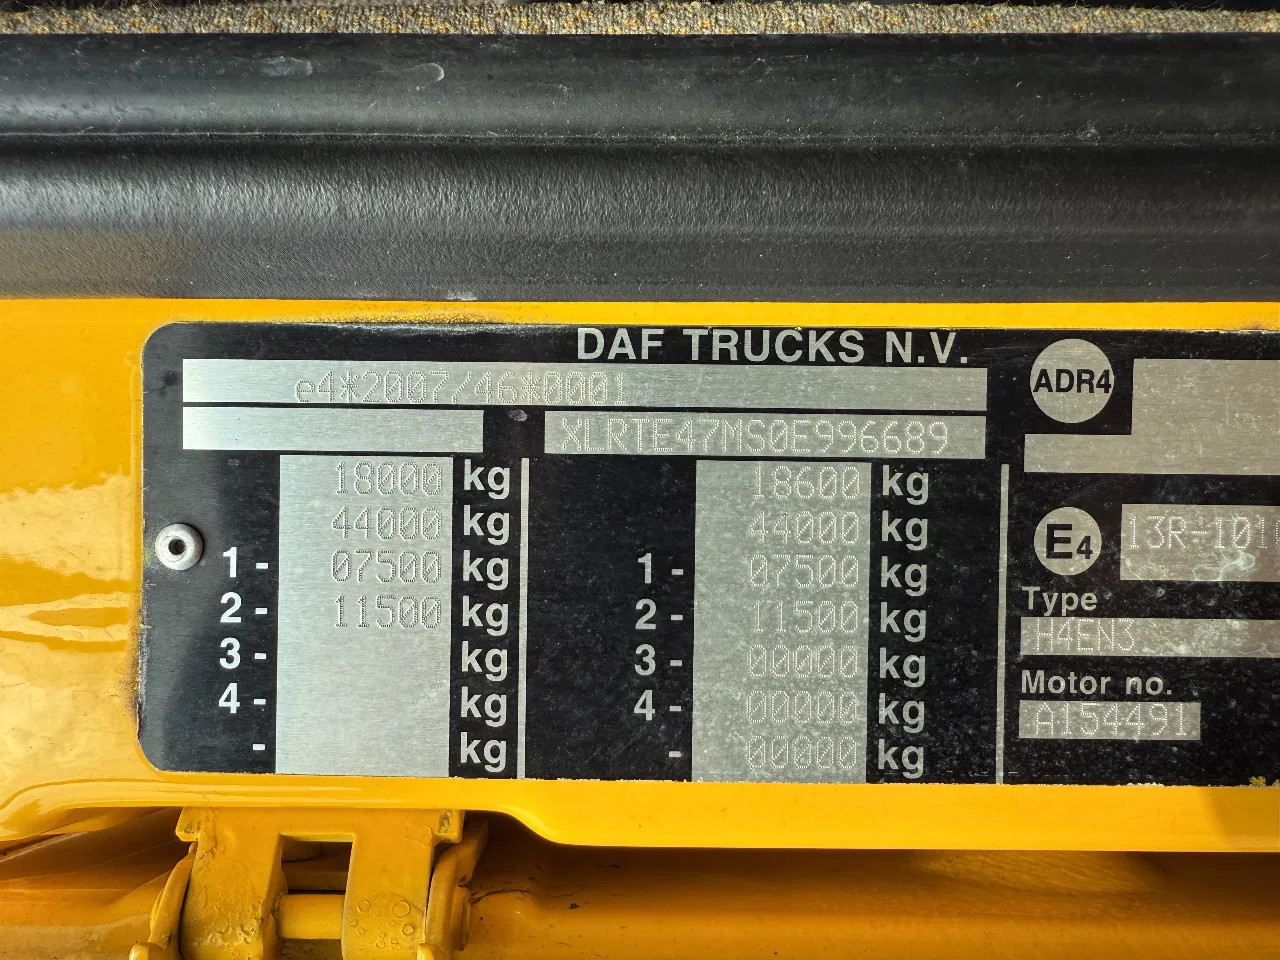 DAF TRUCKS N.V.
e4*2007/46*0001
XLRTE47MS0E996689
18000 kg
44000 kg
1- 07500 kg
2- 11500 kg
3- kg
4- kg
- kg
18600 kg
44000 kg
1- 07500 kg
2- 11500 kg
3- 00000 kg
4- 00000 kg
- 00000 kg
ADR4
E4 13R-1010
Type
H4EN3
Motor no.
A154491